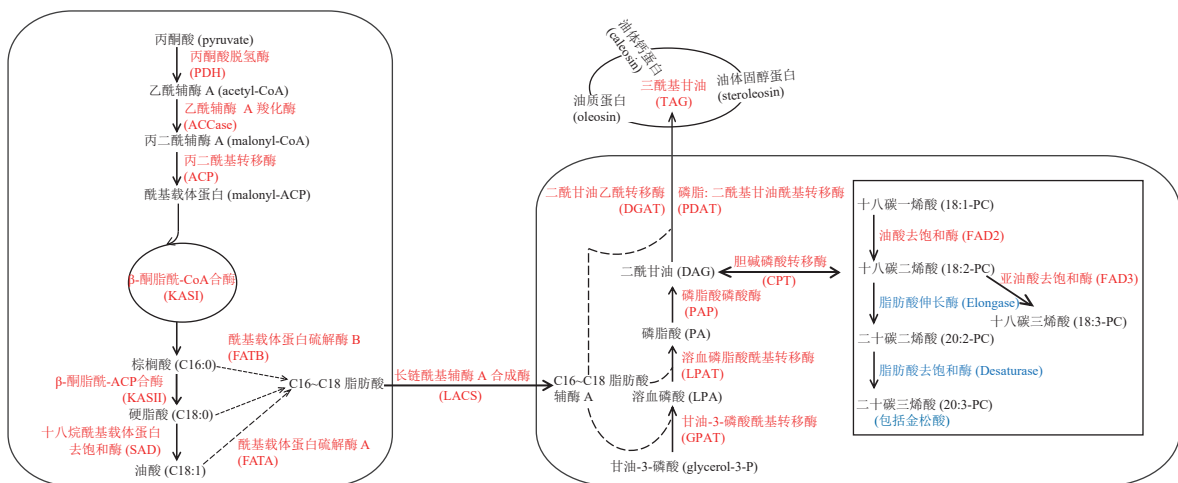 丙酮酸 (pyruvate)
丙酮酸脱氢酶
(PDH)
乙酰辅酶 A (acetyl-CoA)
乙酰辅酶 A 羧化酶
(ACCase)
丙二酰辅酶 A (malonyl-CoA)
丙二酰基转移酶
(ACP)
酰基载体蛋白 (malonyl-ACP)
β-酮脂酰-CoA合酶
(KASI)
棕榈酸 (C16:0)
酰基载体蛋白硫解酶 B
(FATB)
β-酮脂酰-ACP合酶
(KASII)
硬脂酸 (C18:0)
十八烷酰基载体蛋白
去饱和酶 (SAD)
油酸 (C18:1)
酰基载体蛋白硫解酶 A
(FATA)
C16~C18 脂肪酸
长链酰基辅酶 A 合成酶
(LACS)
油体钙蛋白
(caleosin)
油体固醇蛋白
(steroleosin)
三酰基甘油
(TAG)
油质蛋白
(oleosin)
二酰甘油乙酰转移酶
(DGAT)
磷脂: 二酰基甘油酰基转移酶
(PDAT)
二酰甘油 (DAG)
胆碱磷酸转移酶
(CPT)
磷脂酸磷酸酶
(PAP)
磷脂酸 (PA)
溶血磷脂酸酰基转移酶
(LPAT)
C16~C18 脂肪酸
辅酶 A
溶血磷酸 (LPA)
甘油-3-磷酸酰基转移酶
(GPAT)
甘油-3-磷酸 (glycerol-3-P)
十八碳一烯酸 (18:1-PC)
油酸去饱和酶 (FAD2)
十八碳二烯酸 (18:2-PC)
亚油酸去饱和酶 (FAD3)
脂肪酸伸长酶 (Elongase)
十八碳三烯酸 (18:3-PC)
二十碳二烯酸 (20:2-PC)
脂肪酸去饱和酶 (Desaturase)
二十碳三烯酸 (20:3-PC)
(包括金松酸)